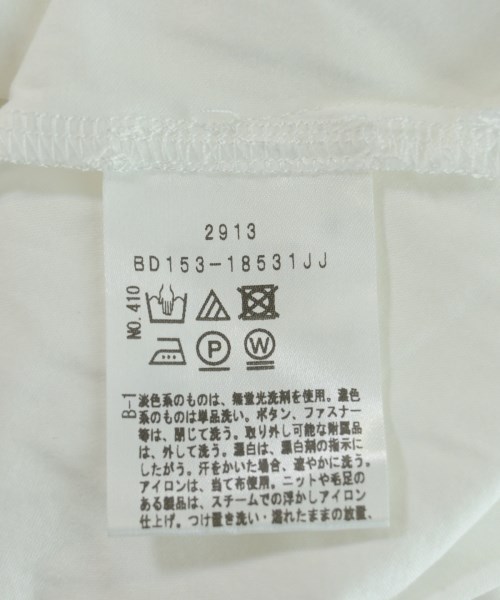 2913
BD153-18531JJ
NO.410
P
W
B-1
淡色系のものは、無蛍光洗剤を使用。濃色
系のものは単品洗い。ボタン、ファスナー
等は、閉じて洗う。取り外し可能な附属品
は、外して洗う。漂白は、漂白剤の指示に
したがう。汗をかいた場合、速やかに洗う。
アイロンは、当て布使用。ニットや毛足の
ある製品は、スチームでの浮かしアイロン
仕上げ。つけ置き洗い・濡れたままの放置、